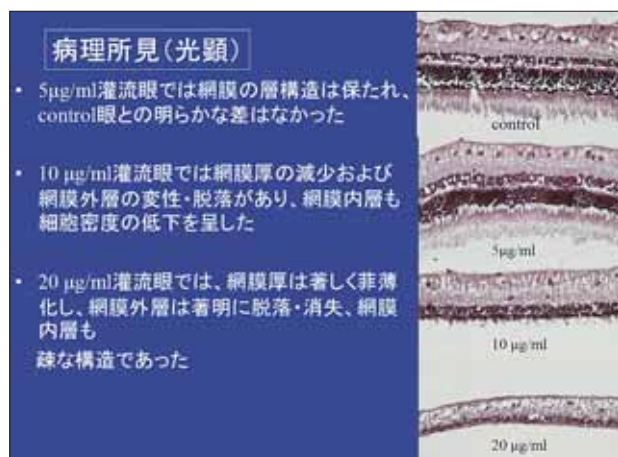 病理所見（光顕）
• 5μg/ml灌流眼では網膜の層構造は保たれ、
control眼との明らかな差はなかった
• 10 μg/ml灌流眼では網膜厚の減少および
網膜外層の変性・脱落があり、網膜内層も
細胞密度の低下を呈した
• 20 μg/ml灌流眼では、網膜厚は著しく菲薄
化し、網膜外層は著明に脱落・消失、網膜
内層も
疎な構造であった
control
5μg/ml
10 μg/ml
20 μg/ml